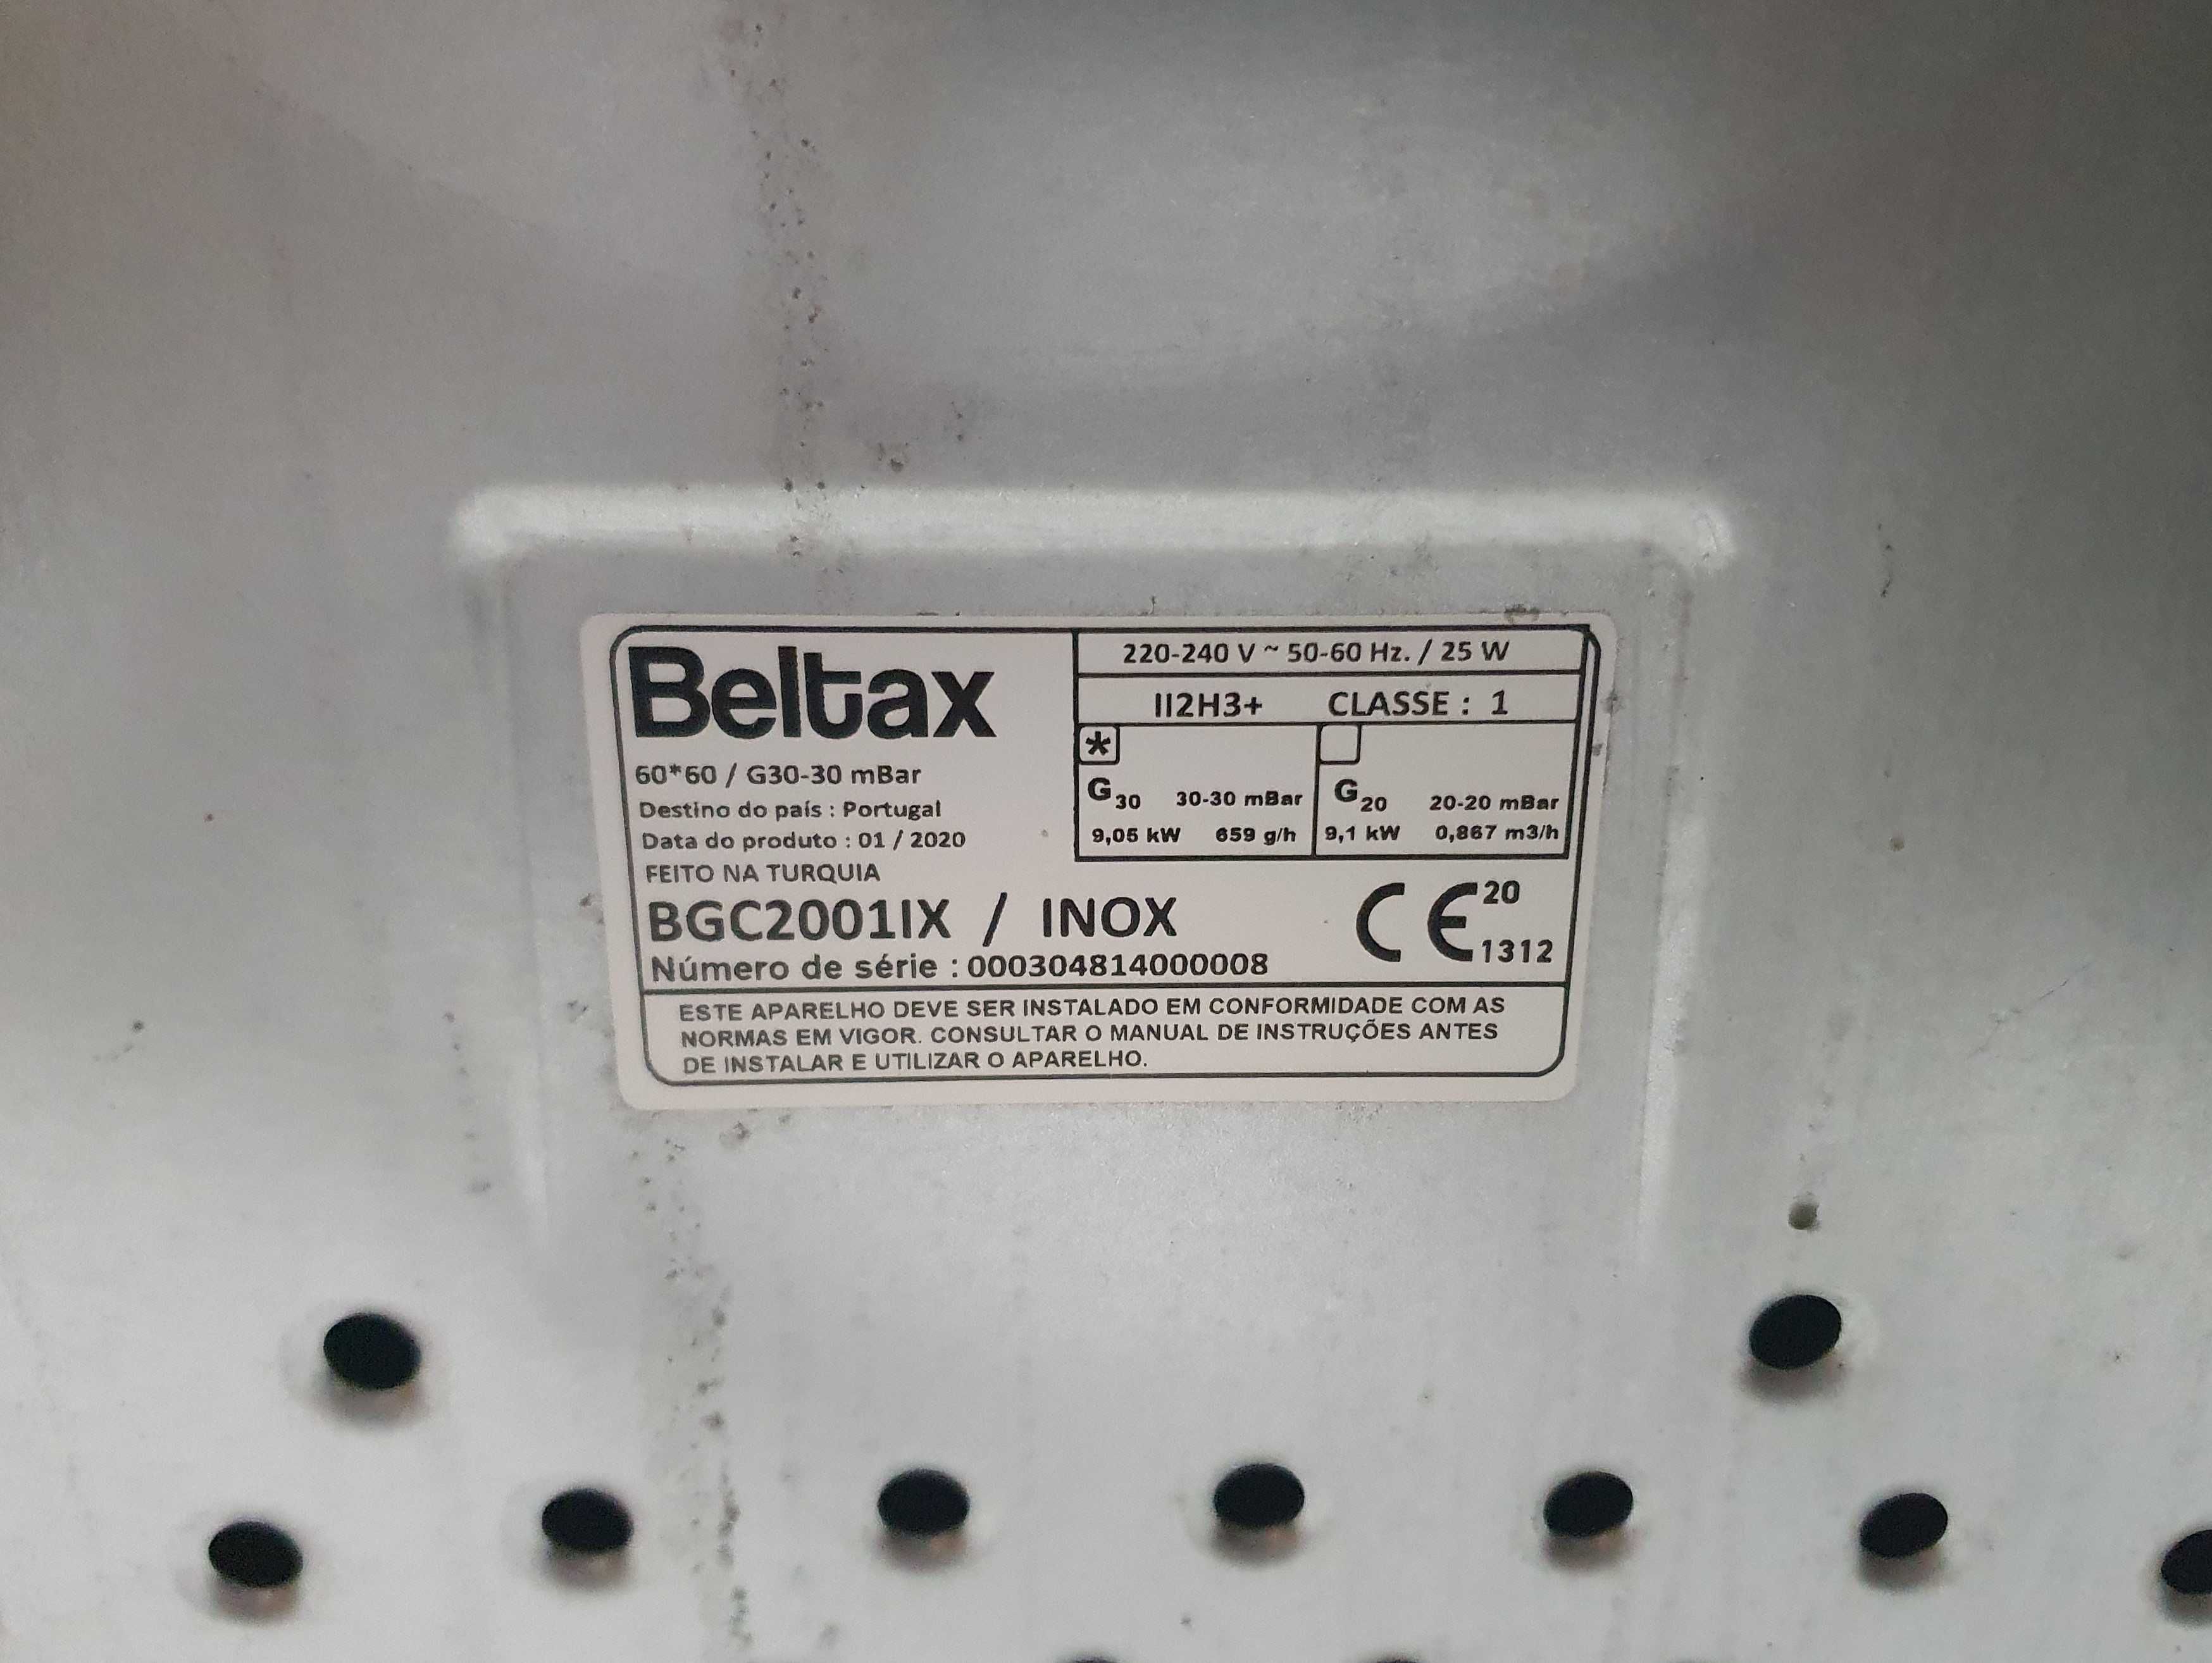 Beltax
60*60 / G30-30 mBar
Destino do país : Portugal
Data do produto : 01 / 2020
FEITO NA TURQUIA
220-240 V ~ 50-60 Hz. / 25 W
II2H3+ CLASSE : 1
*
G30 30-30 mBar
9,05 kW 659 g/h
G20 20-20 mBar
9,1 kW 0,867 m3/h
BGC2001IX / INOX
Número de série : 000304814000008
CE 20
1312
ESTE APARELHO DEVE SER INSTALADO EM CONFORMIDADE COM AS
NORMAS EM VIGOR. CONSULTAR O MANUAL DE INSTRUÇÕES ANTES
DE INSTALAR E UTILIZAR O APARELHO.